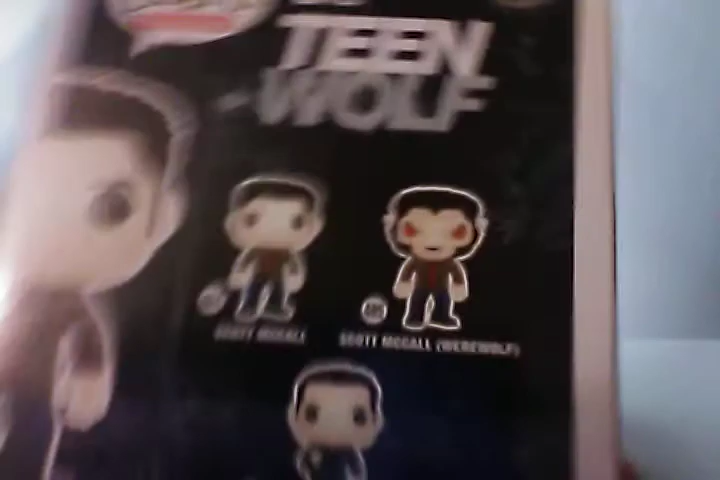 TEEN
WOLF
SCOTT MCCALL
SCOTT MCCALL (WEREWOLF)